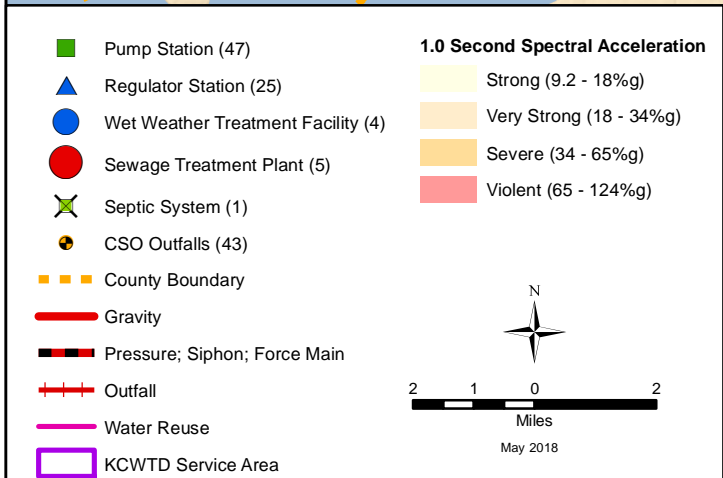 Pump Station (47)
Regulator Station (25)
Wet Weather Treatment Facility (4)
Sewage Treatment Plant (5)
Septic System (1)
CSO Outfalls (43)
County Boundary
Gravity
Pressure; Siphon; Force Main
Outfall
Water Reuse
KCWTD Service Area
1.0 Second Spectral Acceleration
Strong (9.2 - 18%g)
Very Strong (18 - 34%g)
Severe (34 - 65%g)
Violent (65 - 124%g)
N
2 1 0 2
Miles
May 2018